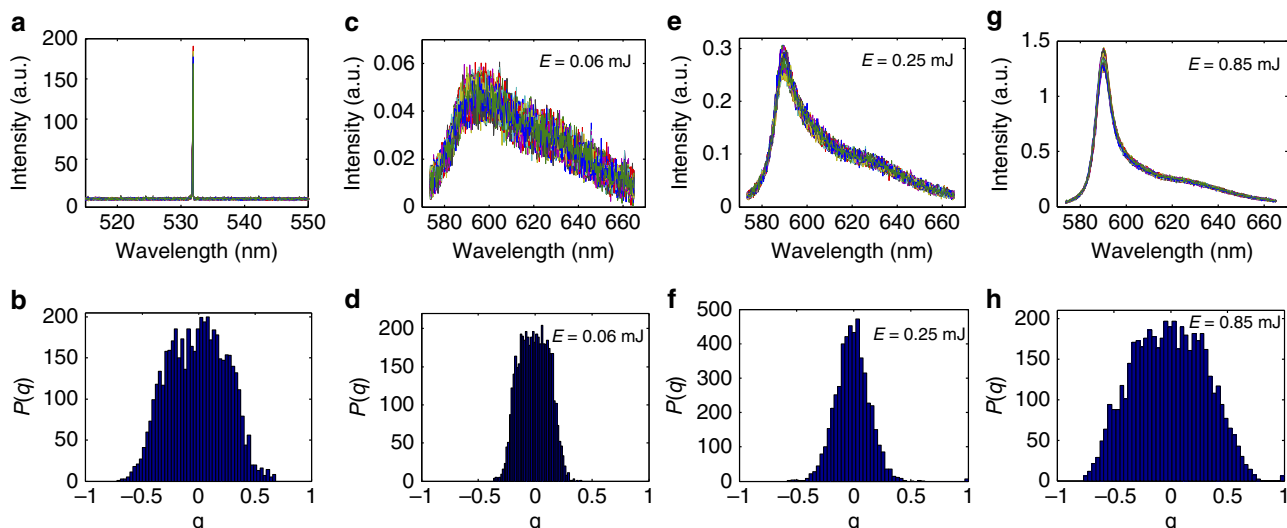 a
200
150
100
50
0
520 530 540 550
Intensity (a.u.)
Wavelength (nm)
c
0.06
0.04
0.02
0
580 600 620 640 660
E = 0.06 mJ
Intensity (a.u.)
Wavelength (nm)
e
0.3
0.2
0.1
0
580 600 620 640 660
E = 0.25 mJ
Intensity (a.u.)
Wavelength (nm)
g
1.5
1
0.5
0
580 600 620 640 660
E = 0.85 mJ
Intensity (a.u.)
Wavelength (nm)
b
200
150
100
50
0
−1 −0.5 0 0.5 1
P(q)
q
d
200
150
100
50
0
−1 −0.5 0 0.5 1
E = 0.06 mJ
P(q)
q
f
500
400
300
200
100
0
−1 −0.5 0 0.5 1
E = 0.25 mJ
P(q)
q
h
200
150
100
50
0
−1 −0.5 0 0.5 1
E = 0.85 mJ
P(q)
q